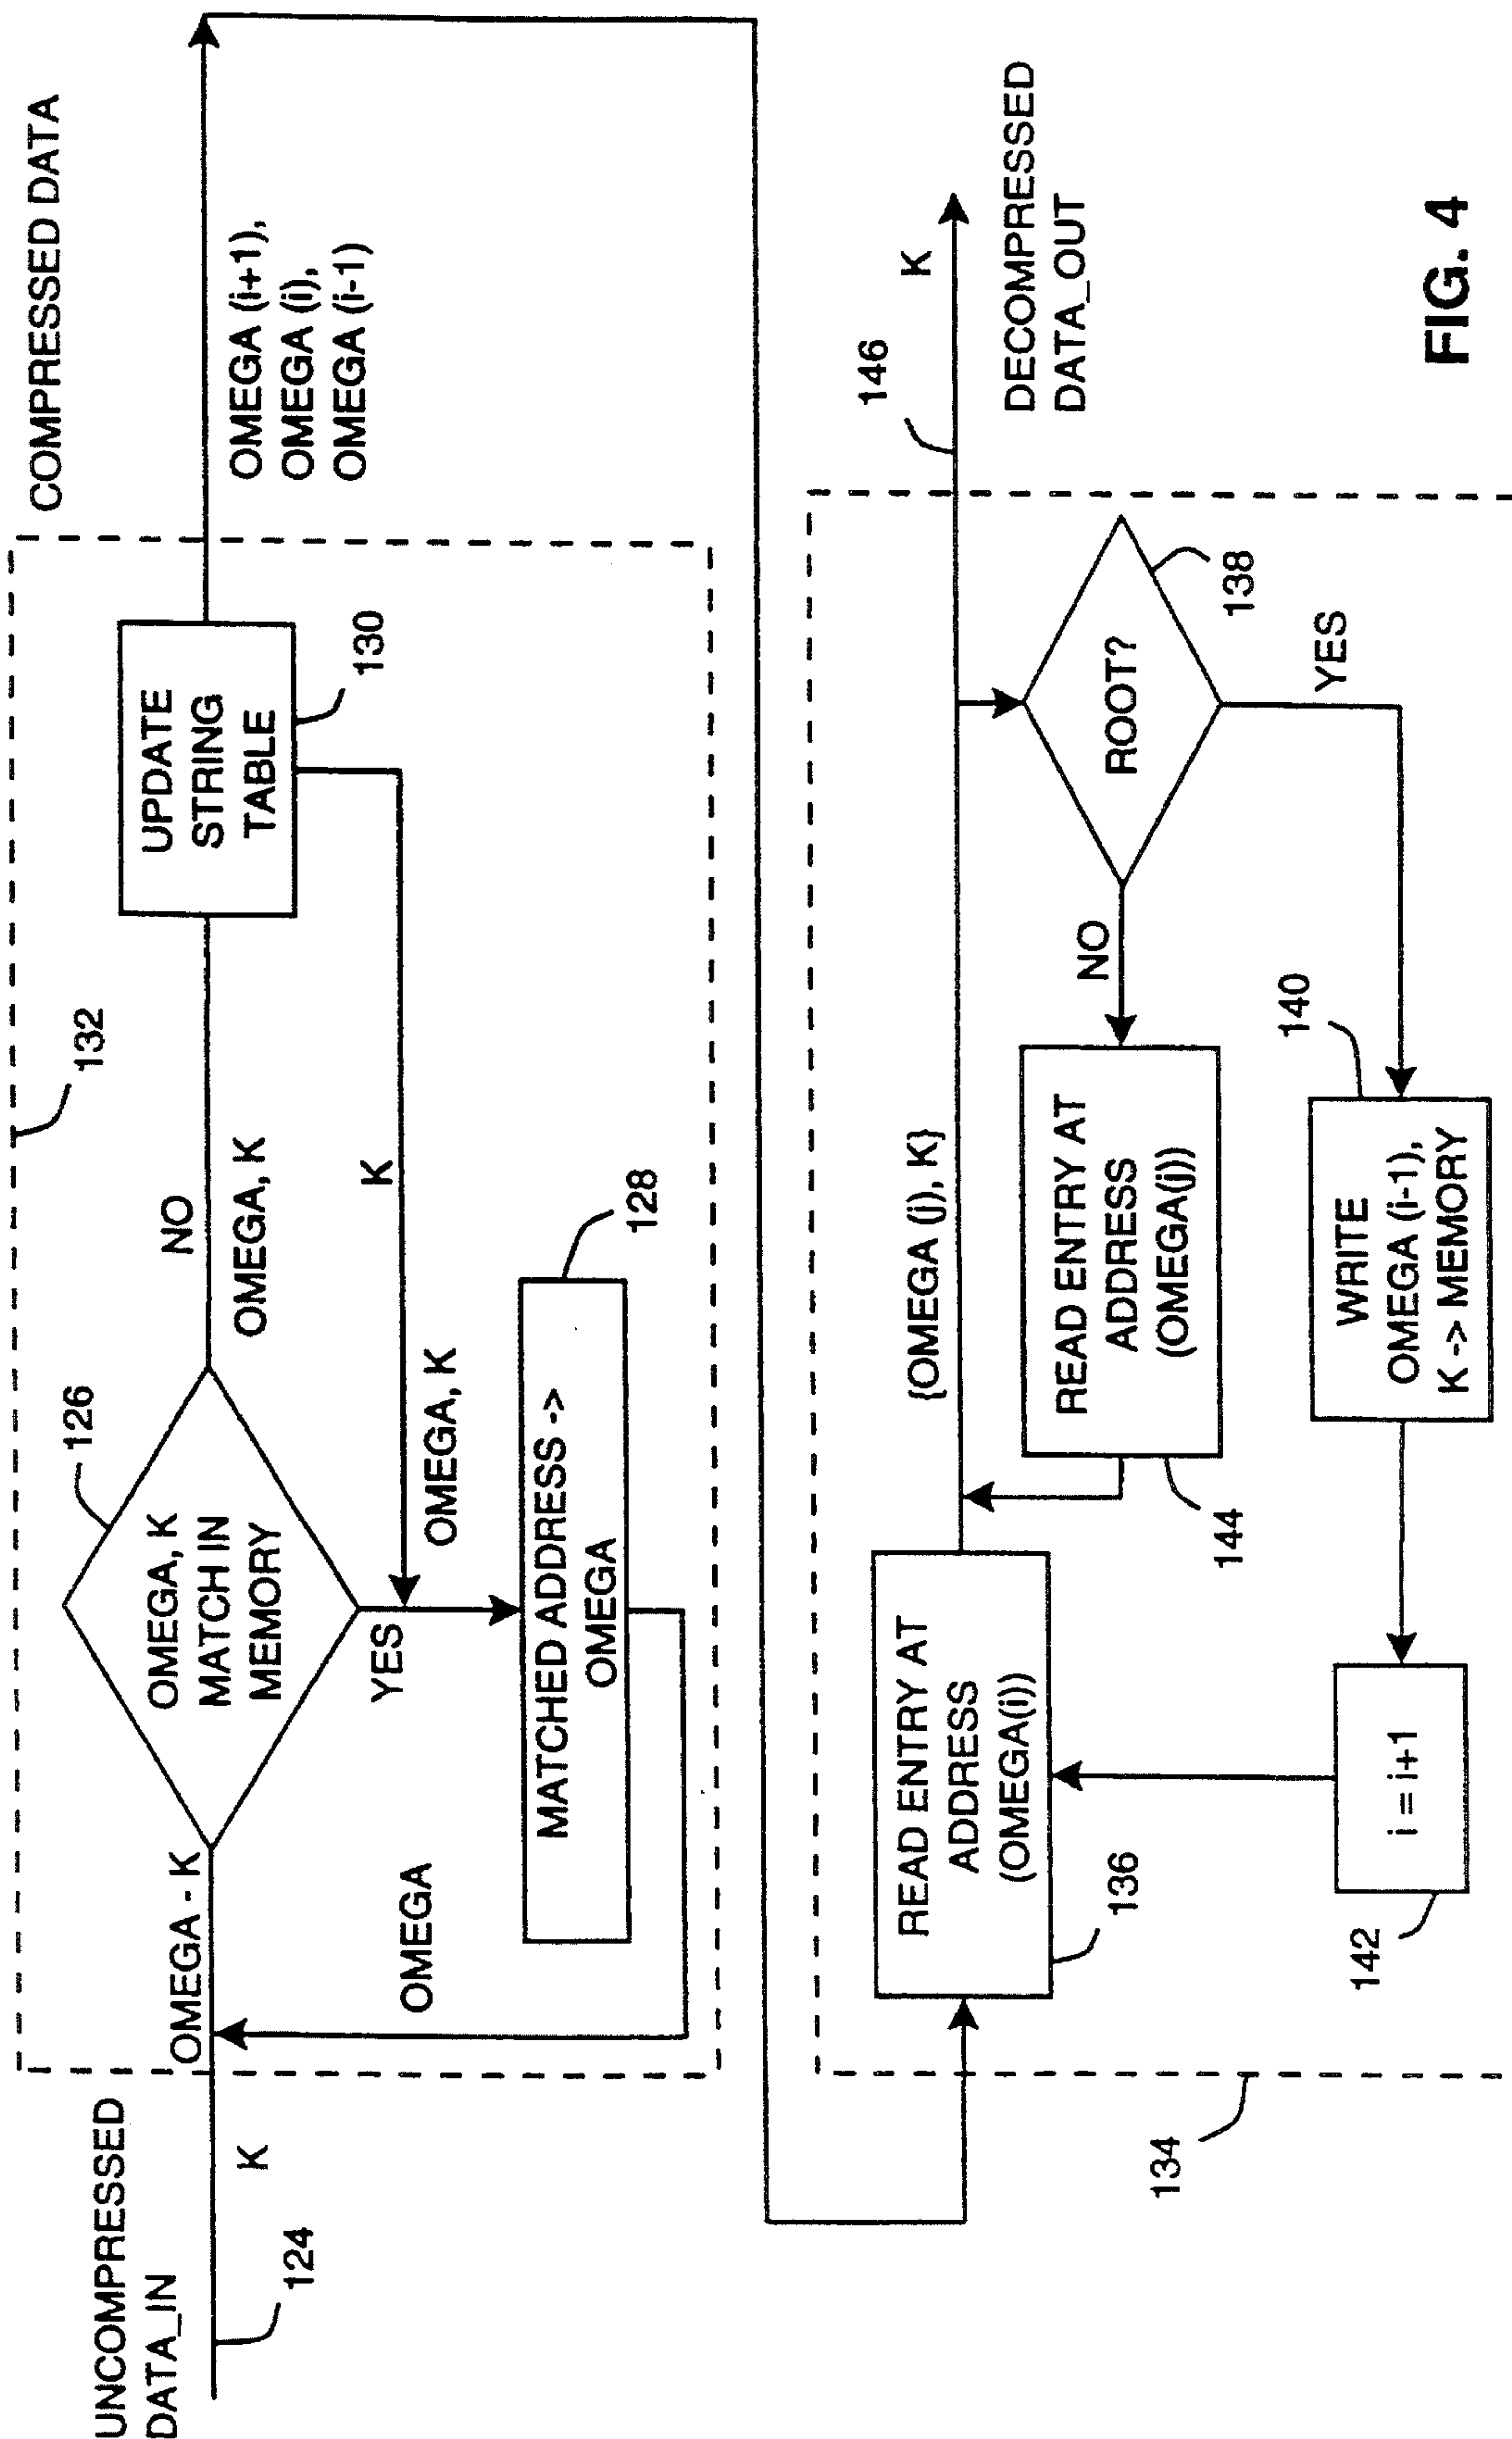 UNCOMPRESSED
DATA_IN
124
K
OMEGA - K
OMEGA, K
MATCH IN
MEMORY
126
NO
OMEGA, K
132
UPDATE
STRING
TABLE
130
COMPRESSED DATA
OMEGA (i+1),
OMEGA (i),
OMEGA (i-1)
K
YES
OMEGA, K
MATCHED ADDRESS ->
OMEGA
128
OMEGA
134
READ ENTRY AT
ADDRESS
(OMEGA(i))
136
{OMEGA (j), K}
146
K
DECOMPRESSED
DATA_OUT
ROOT?
138
NO
READ ENTRY AT
ADDRESS
(OMEGA(j))
144
YES
WRITE
OMEGA (i-1),
K -> MEMORY
140
i = i+1
142
FIG. 4